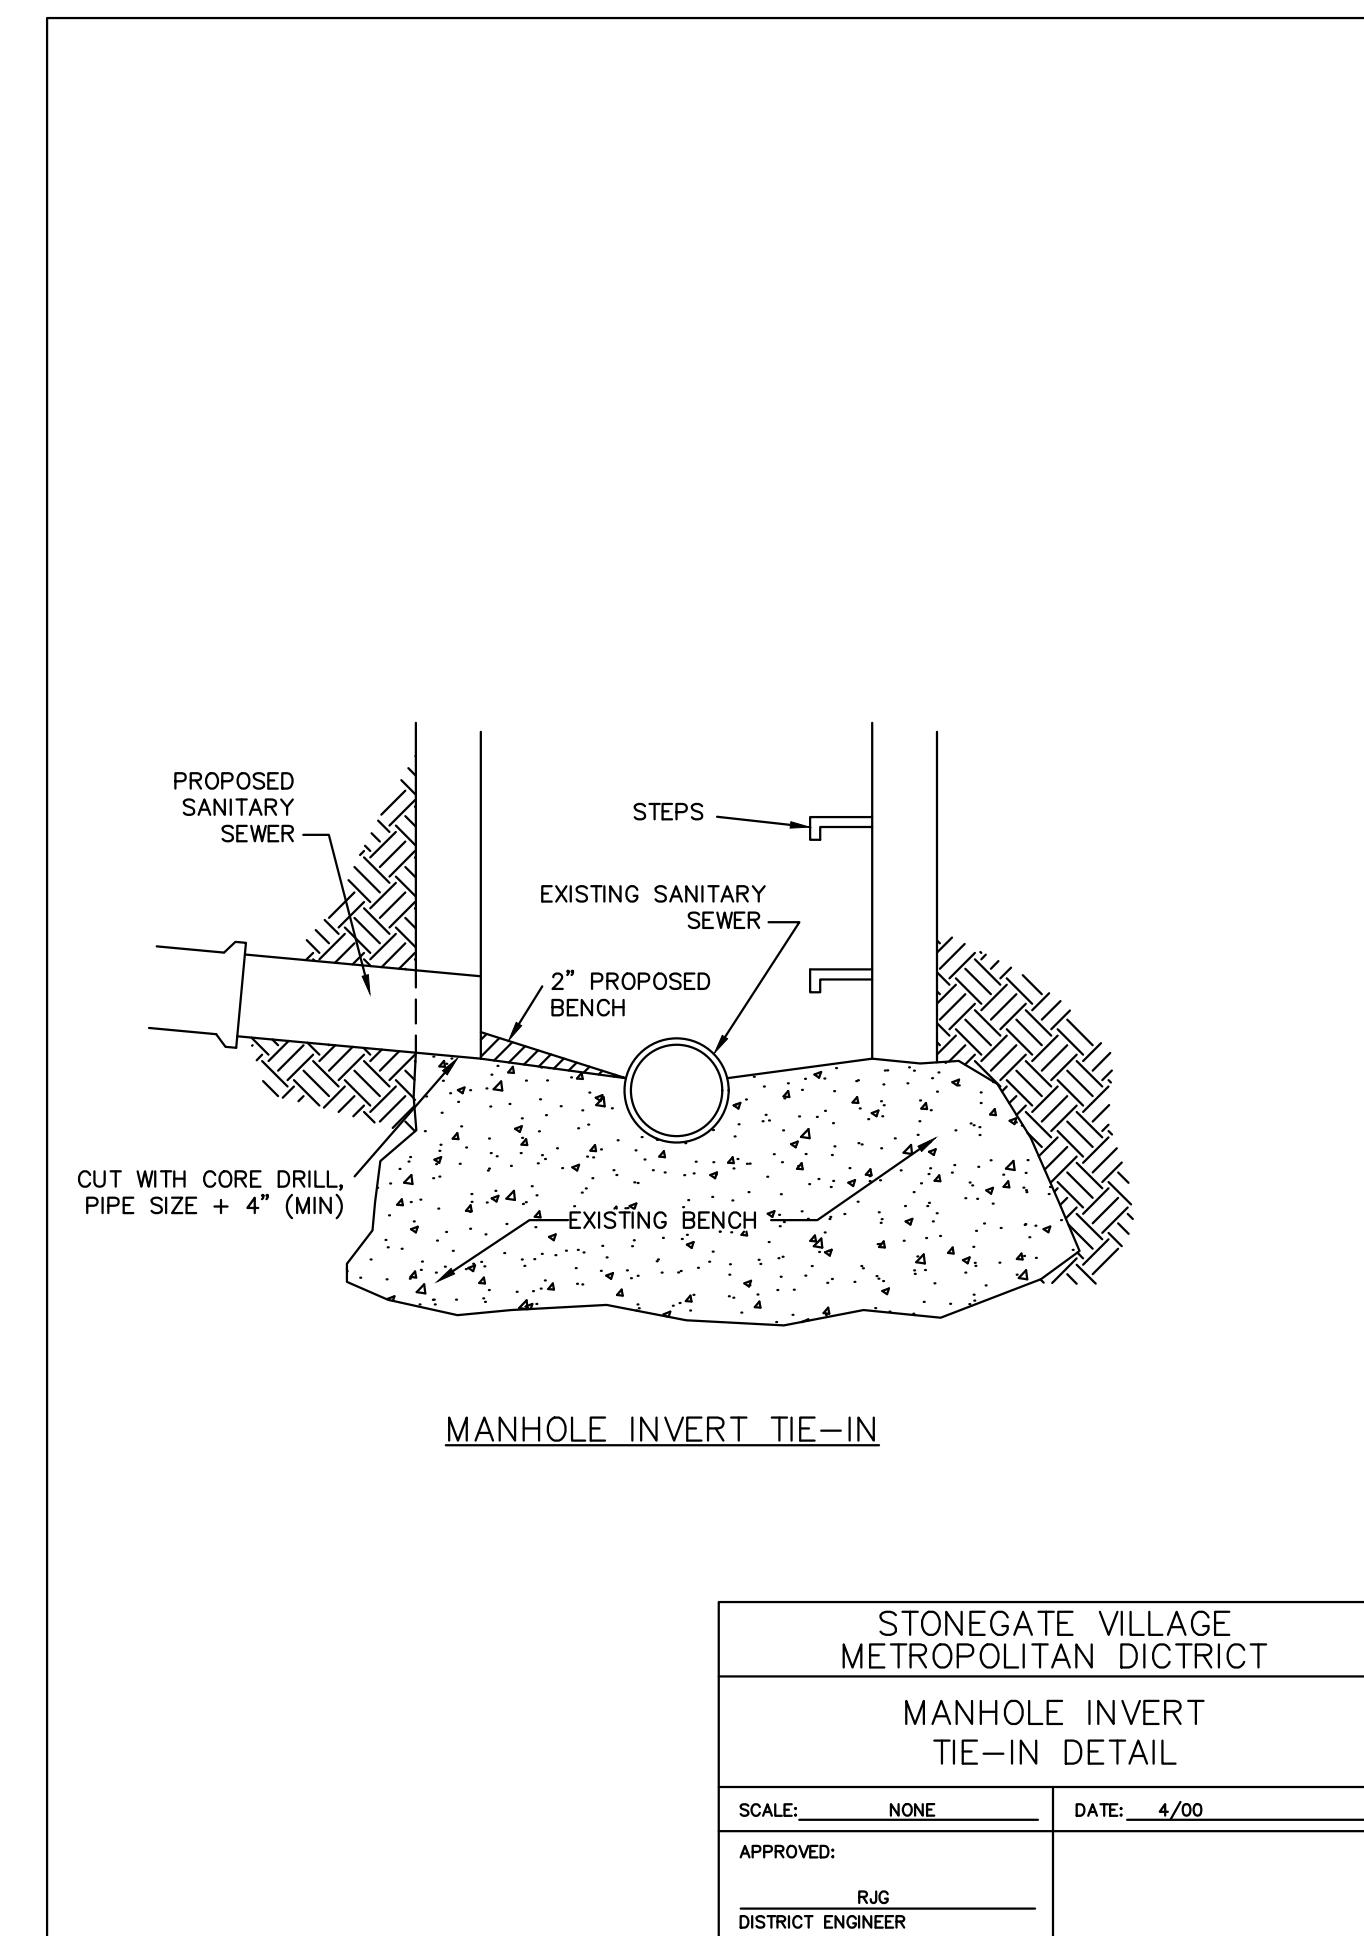 PROPOSED
SANITARY
SEWER
STEPS
EXISTING SANITARY
SEWER
2" PROPOSED
BENCH
CUT WITH CORE DRILL,
PIPE SIZE + 4" (MIN)
EXISTING BENCH
MANHOLE INVERT TIE-IN
STONEGATE VILLAGE
METROPOLITAN DICTRICT
MANHOLE INVERT
TIE-IN DETAIL
SCALE: NONE
DATE: 4/00
APPROVED:
RJG
DISTRICT ENGINEER